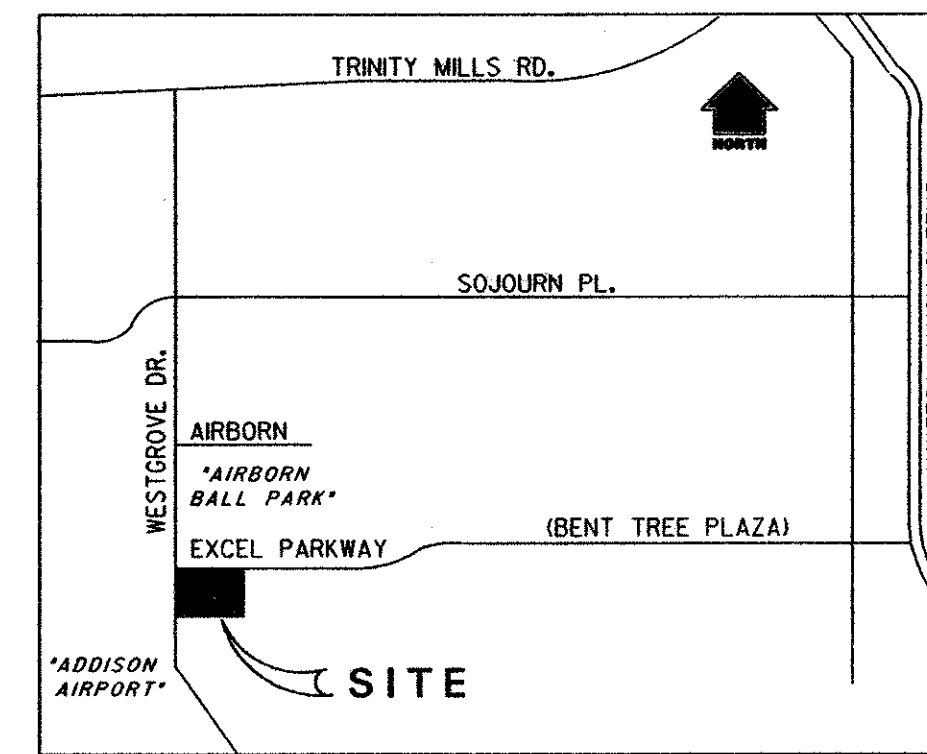 TRINITY MILLS RD.
NORTH
SOJOURN PL.
WESTGROVE DR.
AIRBORN
"AIRBORN
BALL PARK"
(BENT TREE PLAZA)
EXCEL PARKWAY
"ADDISON
AIRPORT"
SITE